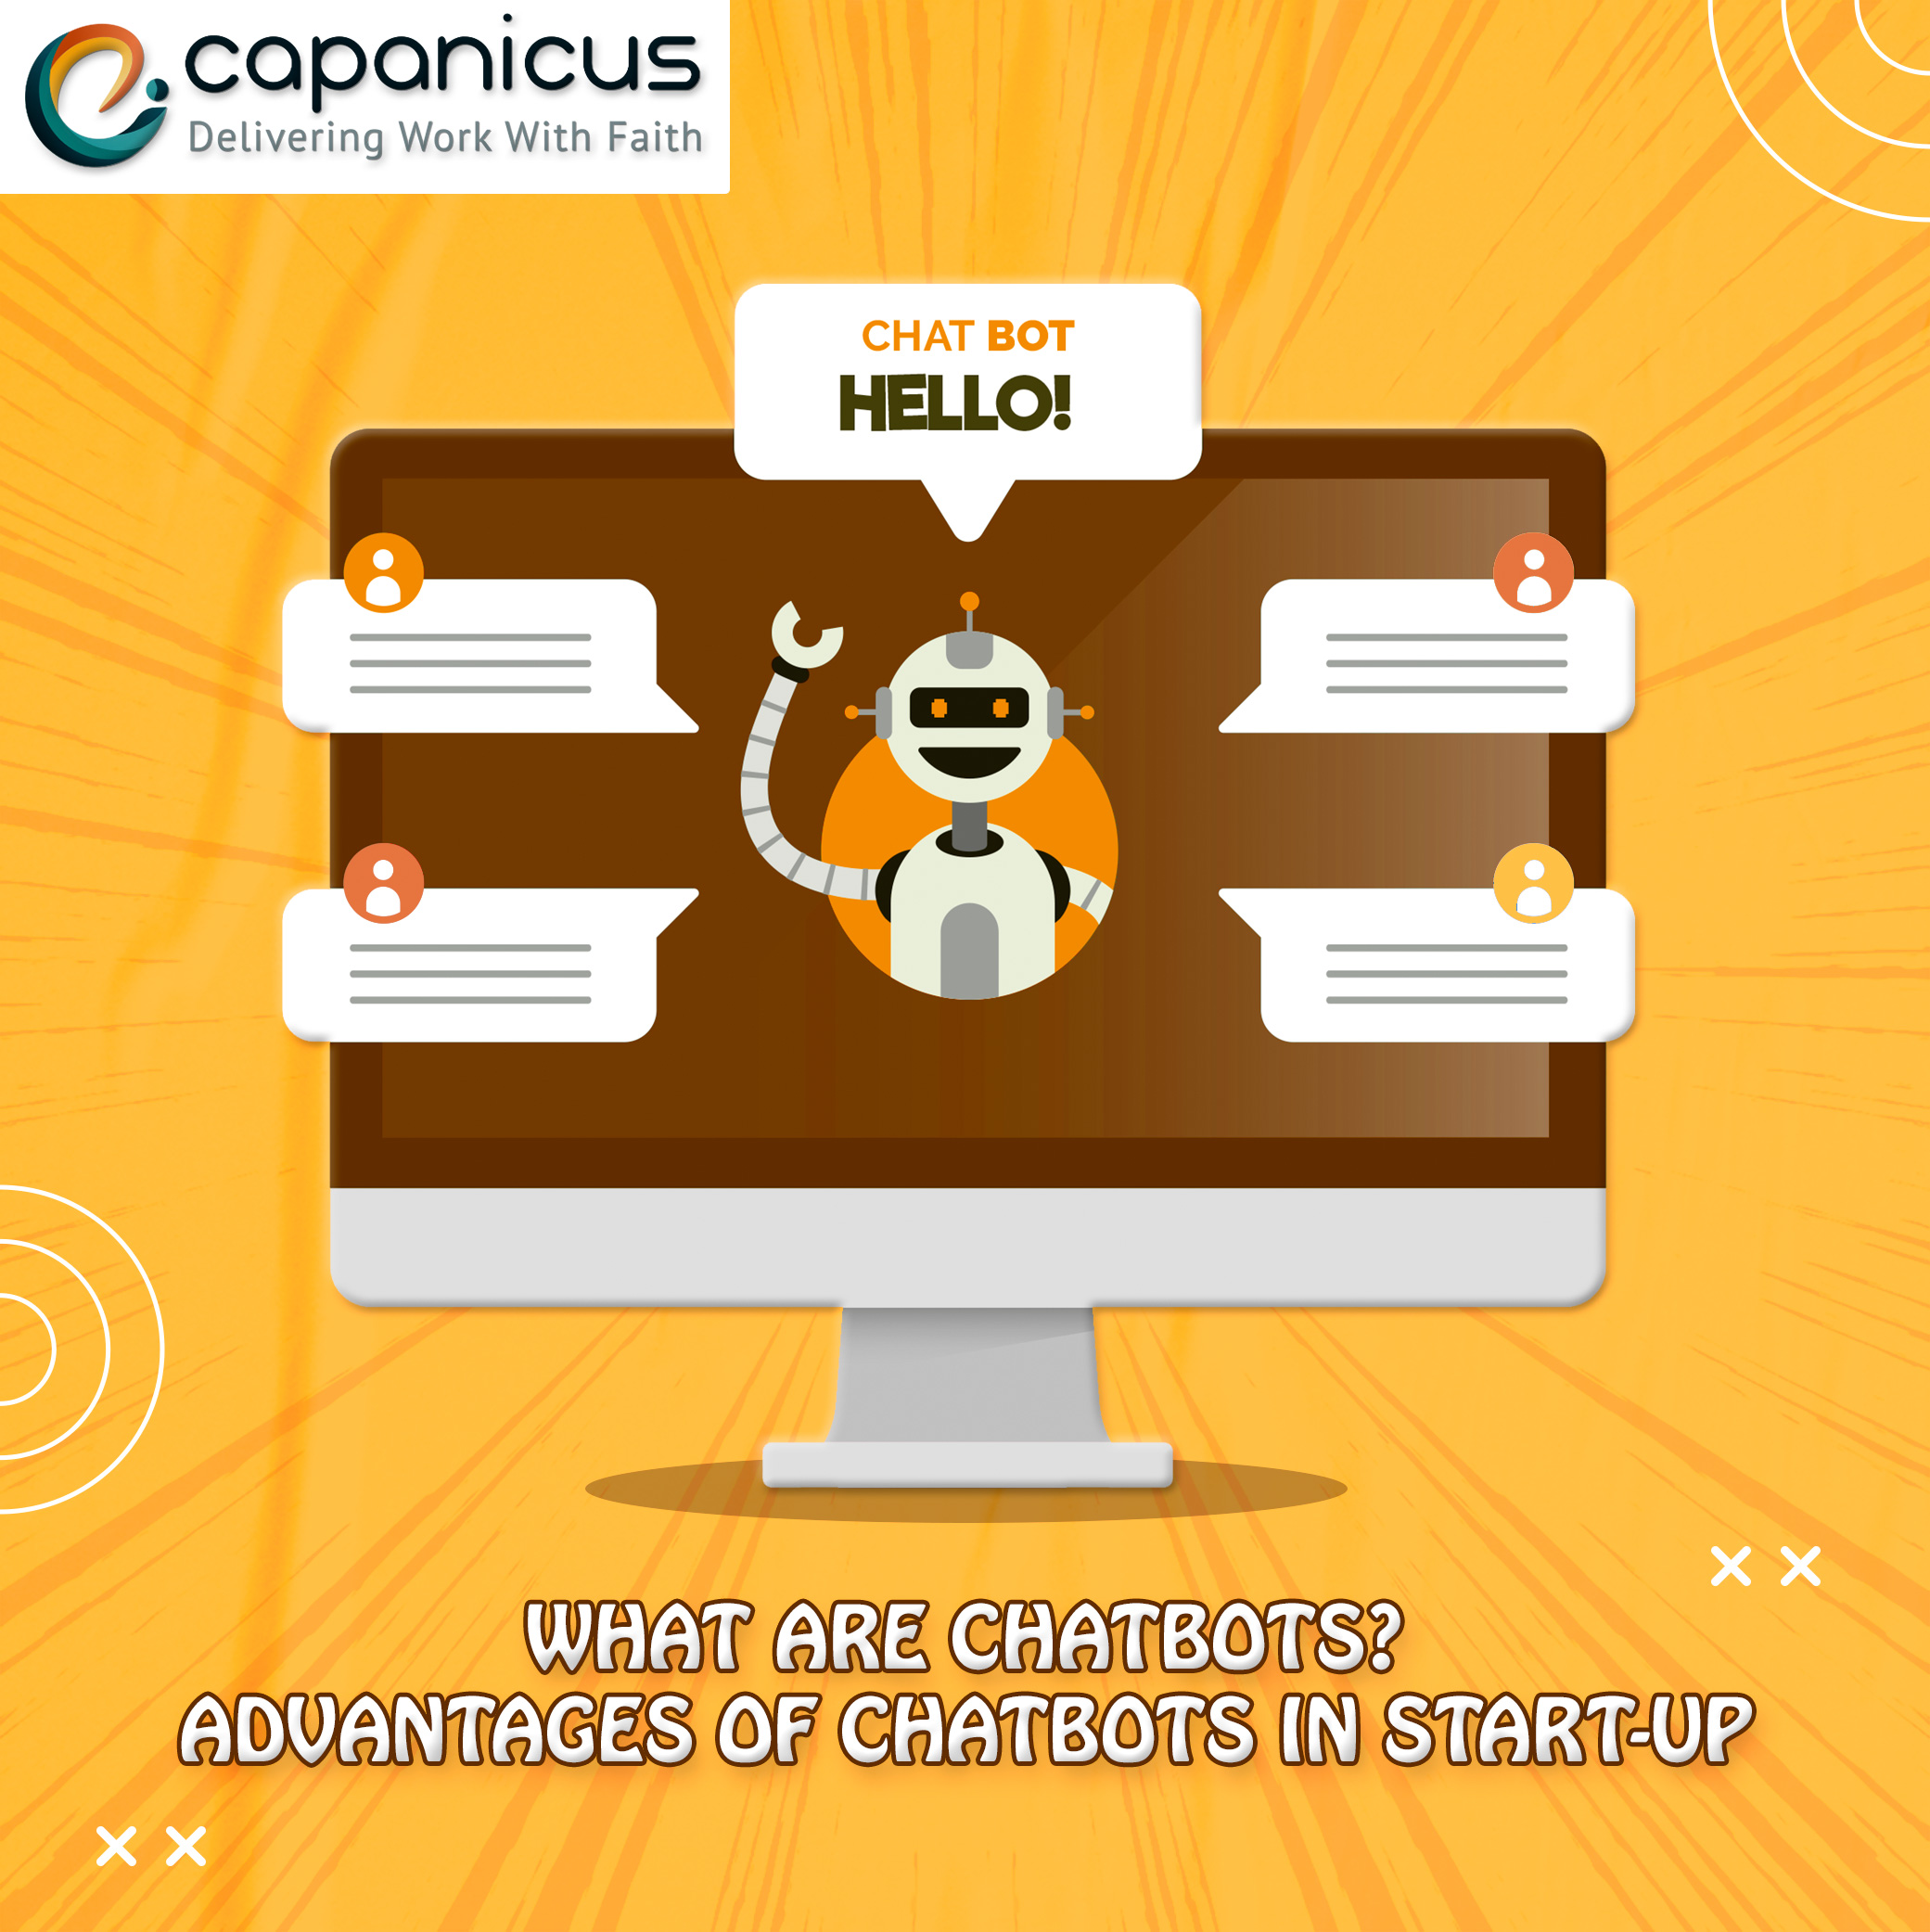 capanicus
Delivering Work With Faith
CHAT BOT
HELLO!
WHAT ARE CHATBOTS?
ADVANTAGES OF CHATBOTS IN START-UP